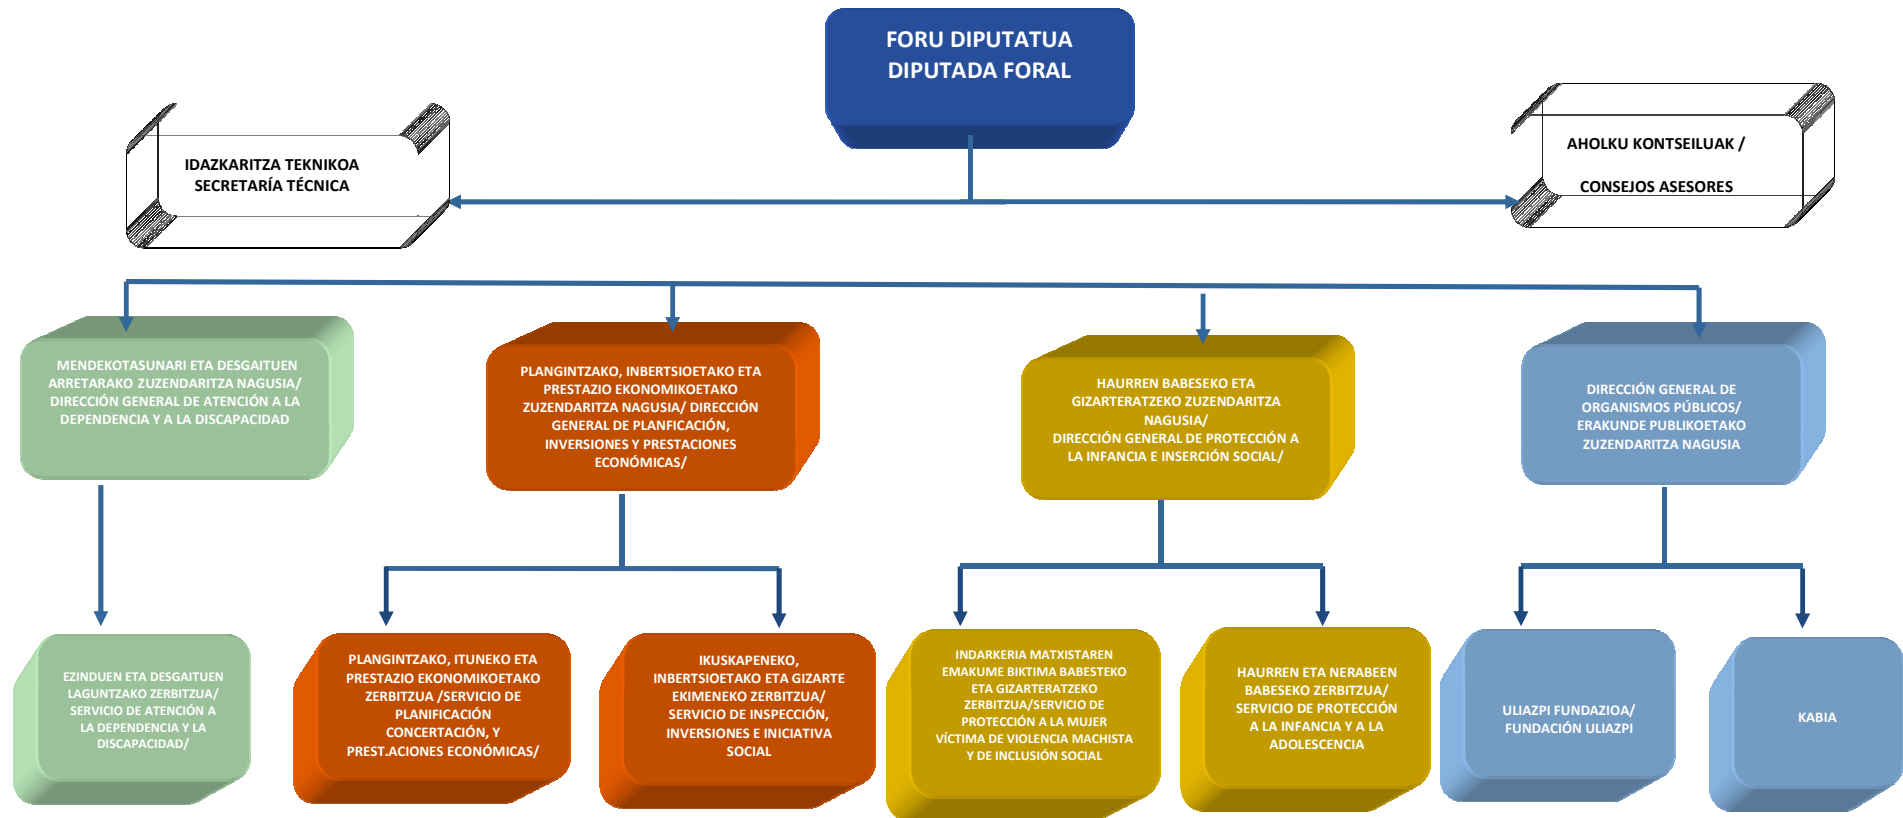 FORU DIPUTATUA
DIPUTADA FORAL
IDAZKARITZA TEKNIKOA
SECRETARÍA TÉCNICA
AHOLKU KONTSEILUAK /
CONSEJOS ASESORES
MENDEKOTASUNARI ETA DESGAITUEN
ARRETARAKO ZUZENDARITZA NAGUSIA/
DIRECCIÓN GENERAL DE ATENCIÓN A LA
DEPENDENCIA Y A LA DISCAPACIDAD
PLANGINTZAKO, INBERTSIOETAKO ETA
PRESTAZIO EKONOMIKOETAKO
ZUZENDARITZA NAGUSIA/ DIRECCIÓN
GENERAL DE PLANFICACIÓN,
INVERSIONES Y PRESTACIONES
ECONÓMICAS/
HAURREN BABESEKO ETA
GIZARTERATZEKO ZUZENDARITZA
NAGUSIA/
DIRECCIÓN GENERAL DE PROTECCIÓN A
LA INFANCIA E INSERCIÓN SOCIAL/
DIRECCIÓN GENERAL DE
ORGANISMOS PÚBLICOS/
ERAKUNDE PUBLIKOETAKO
ZUZENDARITZA NAGUSIA
EZINDUEN ETA DESGAITUEN
LAGUNTZAKO ZERBITZUA/
SERVICIO DE ATENCIÓN A
LA DEPENDENCIA Y LA
DISCAPACIDAD/
PLANGINTZAKO, ITUNEKO ETA
PRESTAZIO EKONOMIKOETAKO
ZERBITZUA /SERVICIO DE
PLANIFICACIÓN
CONCERTACIÓN, Y
PREST.ACIONES ECONÓMICAS/
IKUSKAPENEKO,
INBERTSIOETAKO ETA GIZARTE
EKIMENEKO ZERBITZUA/
SERVICIO DE INSPECCIÓN,
INVERSIONES E INICIATIVA
SOCIAL
INDARKERIA MATXISTAREN
EMAKUME BIKTIMA BABESTEKO
ETA GIZARTERATZEKO
ZERBITZUA/SERVICIO DE
PROTECCIÓN A LA MUJER
VÍCTIMA DE VIOLENCIA MACHISTA
Y DE INCLUSIÓN SOCIAL
HAURREN ETA NERABEEN
BABESEKO ZERBITZUA/
SERVICIO DE PROTECCIÓN
A LA INFANCIA Y A LA
ADOLESCENCIA
ULIAZPI FUNDAZIOA/
FUNDACIÓN ULIAZPI
KABIA